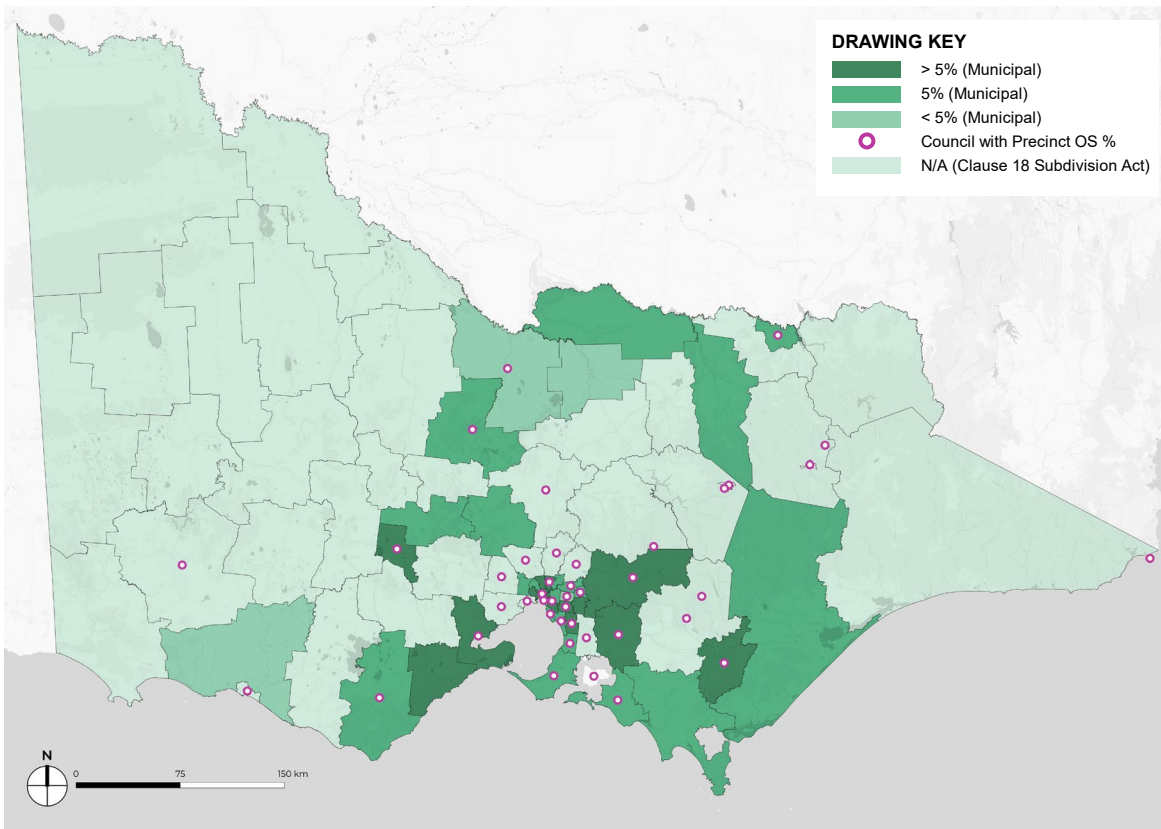 DRAWING KEY
> 5% (Municipal)
5% (Municipal)
< 5% (Municipal)
Council with Precinct OS %
N/A (Clause 18 Subdivision Act)
N
0 75 150 km